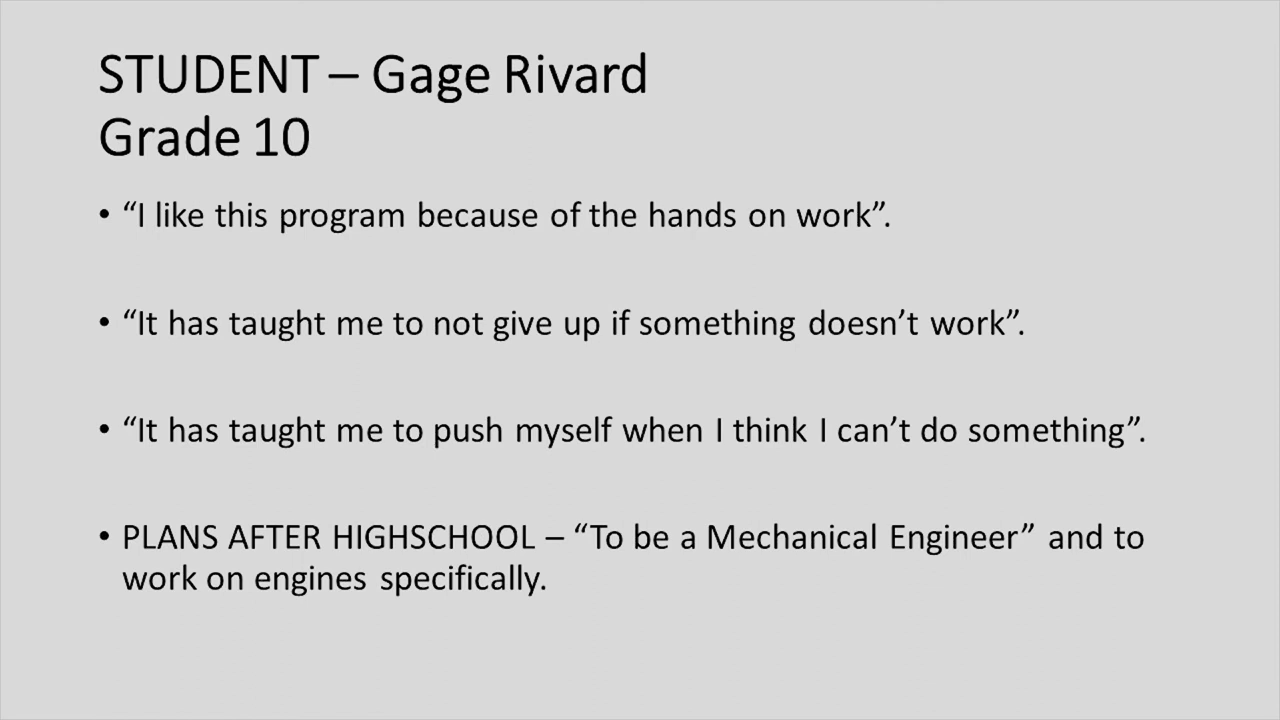 STUDENT – Gage Rivard
Grade 10
• “I like this program because of the hands on work”.
• “It has taught me to not give up if something doesn’t work”.
• “It has taught me to push myself when I think I can’t do something”.
• PLANS AFTER HIGHSCHOOL – “To be a Mechanical Engineer” and to
work on engines specifically.